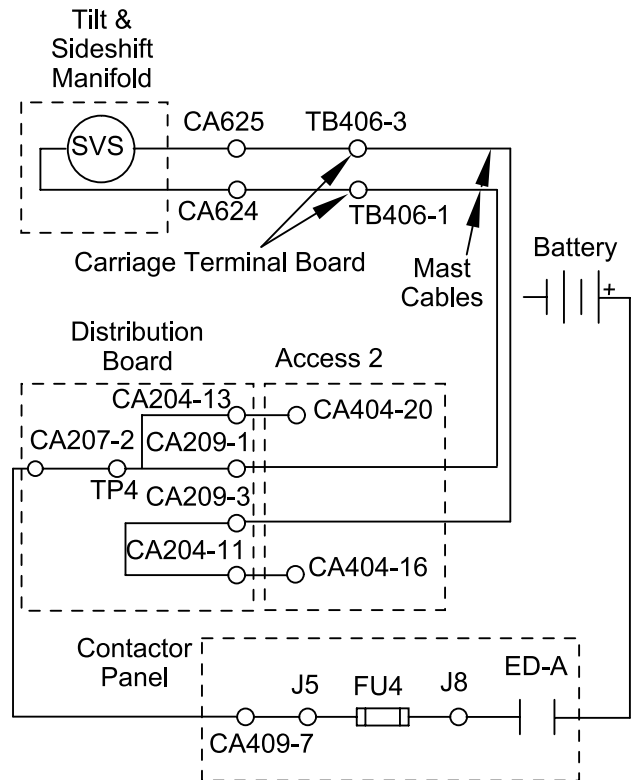 Tilt &
Sideshift
Manifold
SVS
CA625
TB406-3
CA624
TB406-1
Carriage Terminal Board
Mast
Cables
Battery
+
Distribution
Board
Access 2
CA204-13
CA404-20
CA207-2
CA209-1
TP4
CA209-3
CA204-11
CA404-16
Contactor
Panel
ED-A
J5
FU4
J8
CA409-7